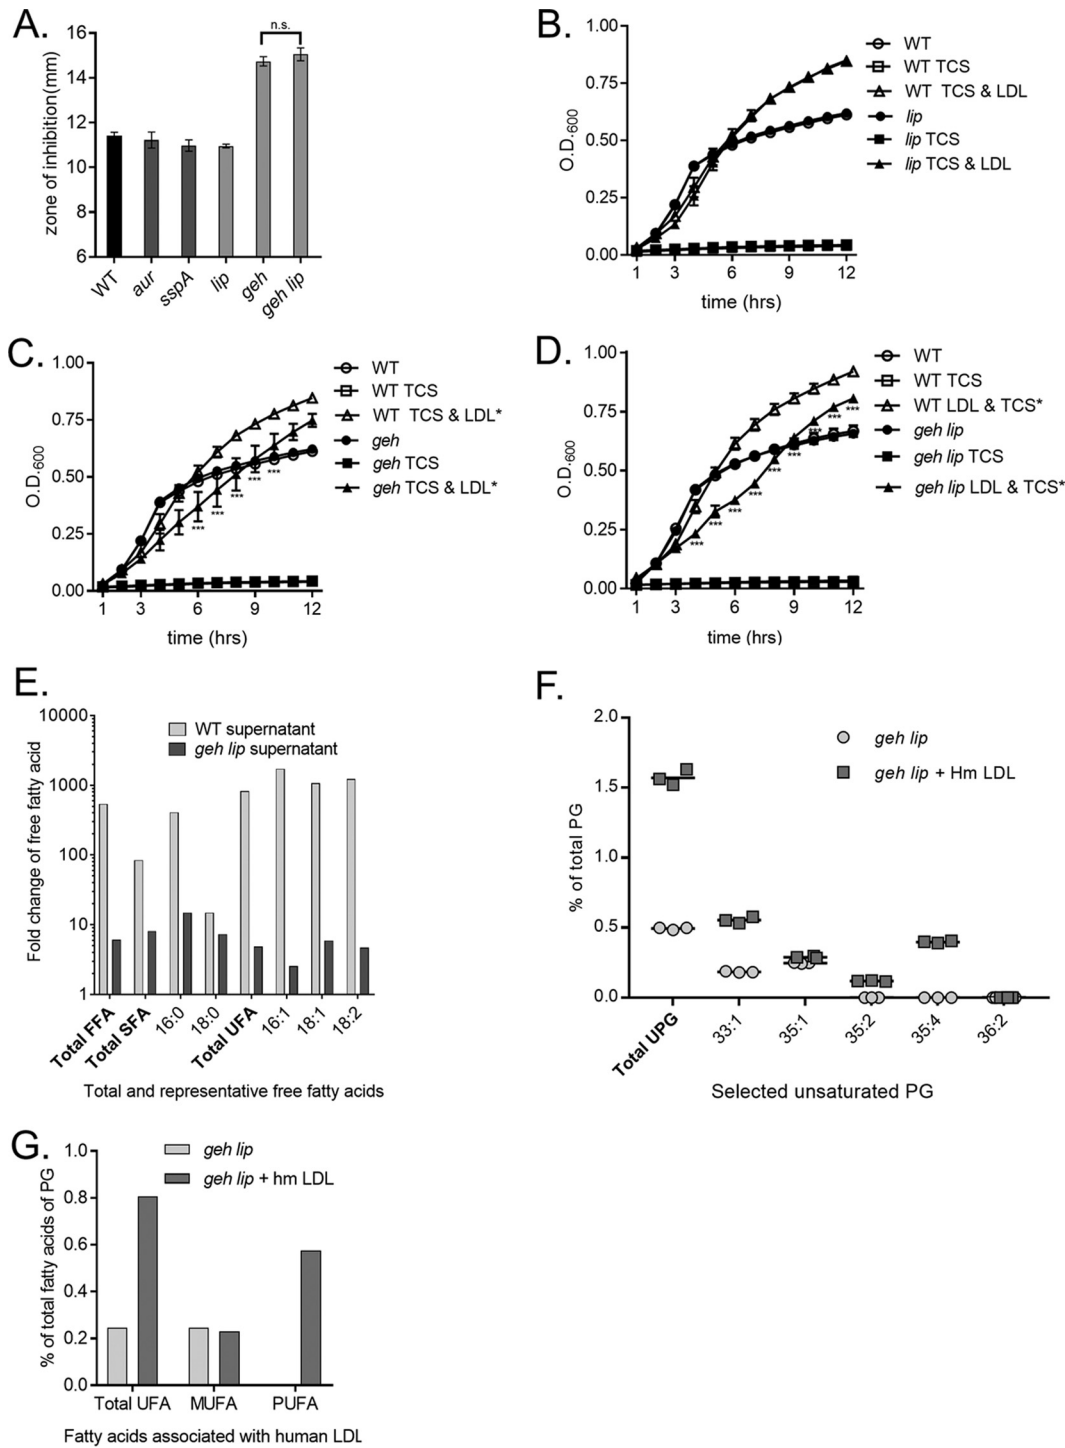 A.
n.s.
16
14
12
10
8
6
zone of inhibition(mm)
WT
aur
sspA
lip
geh
geh lip
B.
1.00
0.75
0.50
0.25
0.00
O.D.600
1 3 6 9 12
time (hrs)
WT
WT TCS
WT TCS & LDL
lip
lip TCS
lip TCS & LDL
C.
1.00
0.75
0.50
0.25
0.00
O.D.600
*** *** *** *** ***
1 3 6 9 12
time (hrs)
WT
WT TCS
WT TCS & LDL*
geh
geh TCS
geh TCS & LDL*
D.
1.00
0.75
0.50
0.25
0.00
O.D.600
*** *** *** *** *** *** *** *** ***
1 3 6 9 12
time (hrs)
WT
WT TCS
WT LDL & TCS*
geh lip
geh lip TCS
geh lip LDL & TCS*
E.
10000
1000
100
10
1
Fold change of free fatty acid
WT supernatant
geh lip supernatant
Total FFA
Total SFA
16:0
18:0
Total UFA
16:1
18:1
18:2
Total and representative free fatty acids
F.
2.0
1.5
1.0
0.5
0.0
% of total PG
geh lip
geh lip + Hm LDL
Total UPG
33:1
35:1
35:2
35:4
36:2
Selected unsaturated PG
G.
1.0
0.8
0.6
0.4
0.2
0.0
% of total fatty acids of PG
geh lip
geh lip + hm LDL
Total UFA MUFA PUFA
Fatty acids associated with human LDL